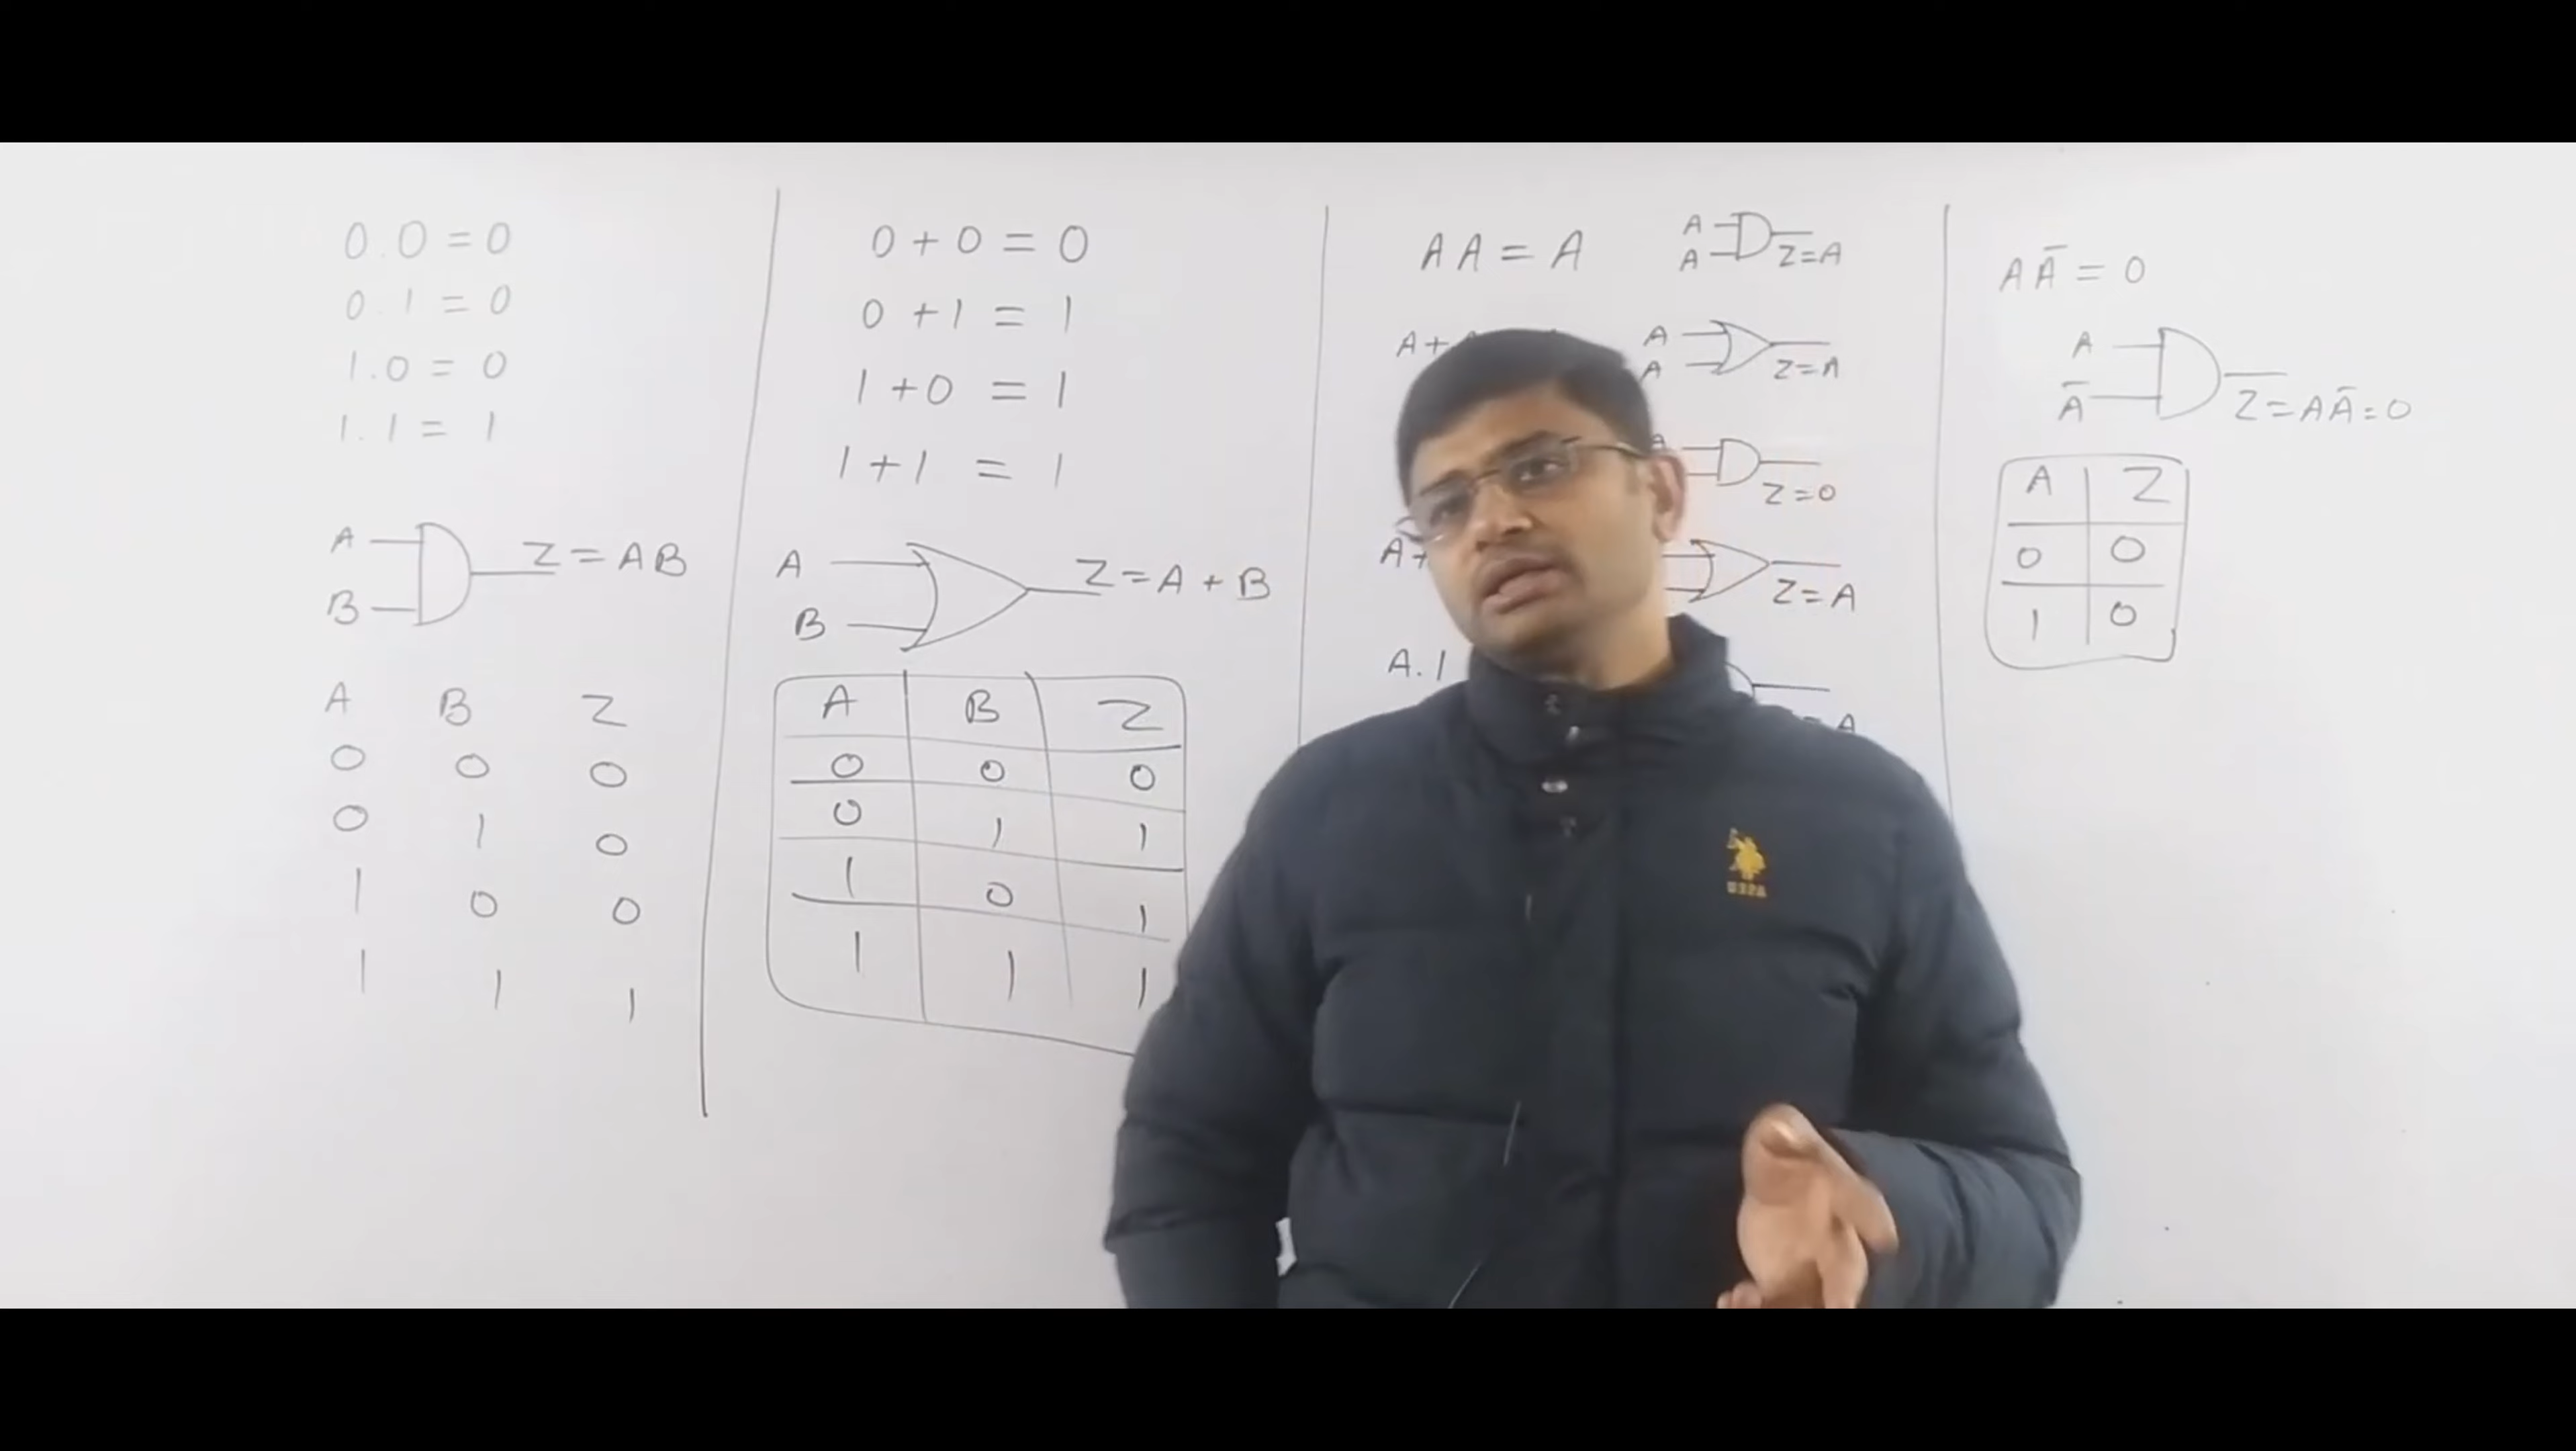 0.0=0
0.1=0
1.0=0
1.1=1
A
B
Z=AB
A B Z
0 0 0
0 1 0
1 0 0
1 1 1
0+0=0
0+1=1
1+0=1
1+1=1
A
B
Z=A+B
A B Z
0 0 0
0 1 1
1 0 1
1 1 1
AA=A
A
A
Z=A
A+
A
A
Z=A
A
Z=0
A+
Z=A
A.1
A
AĀ=0
A
Ā
Z=AĀ=0
A Z
0 0
1 0
USPA